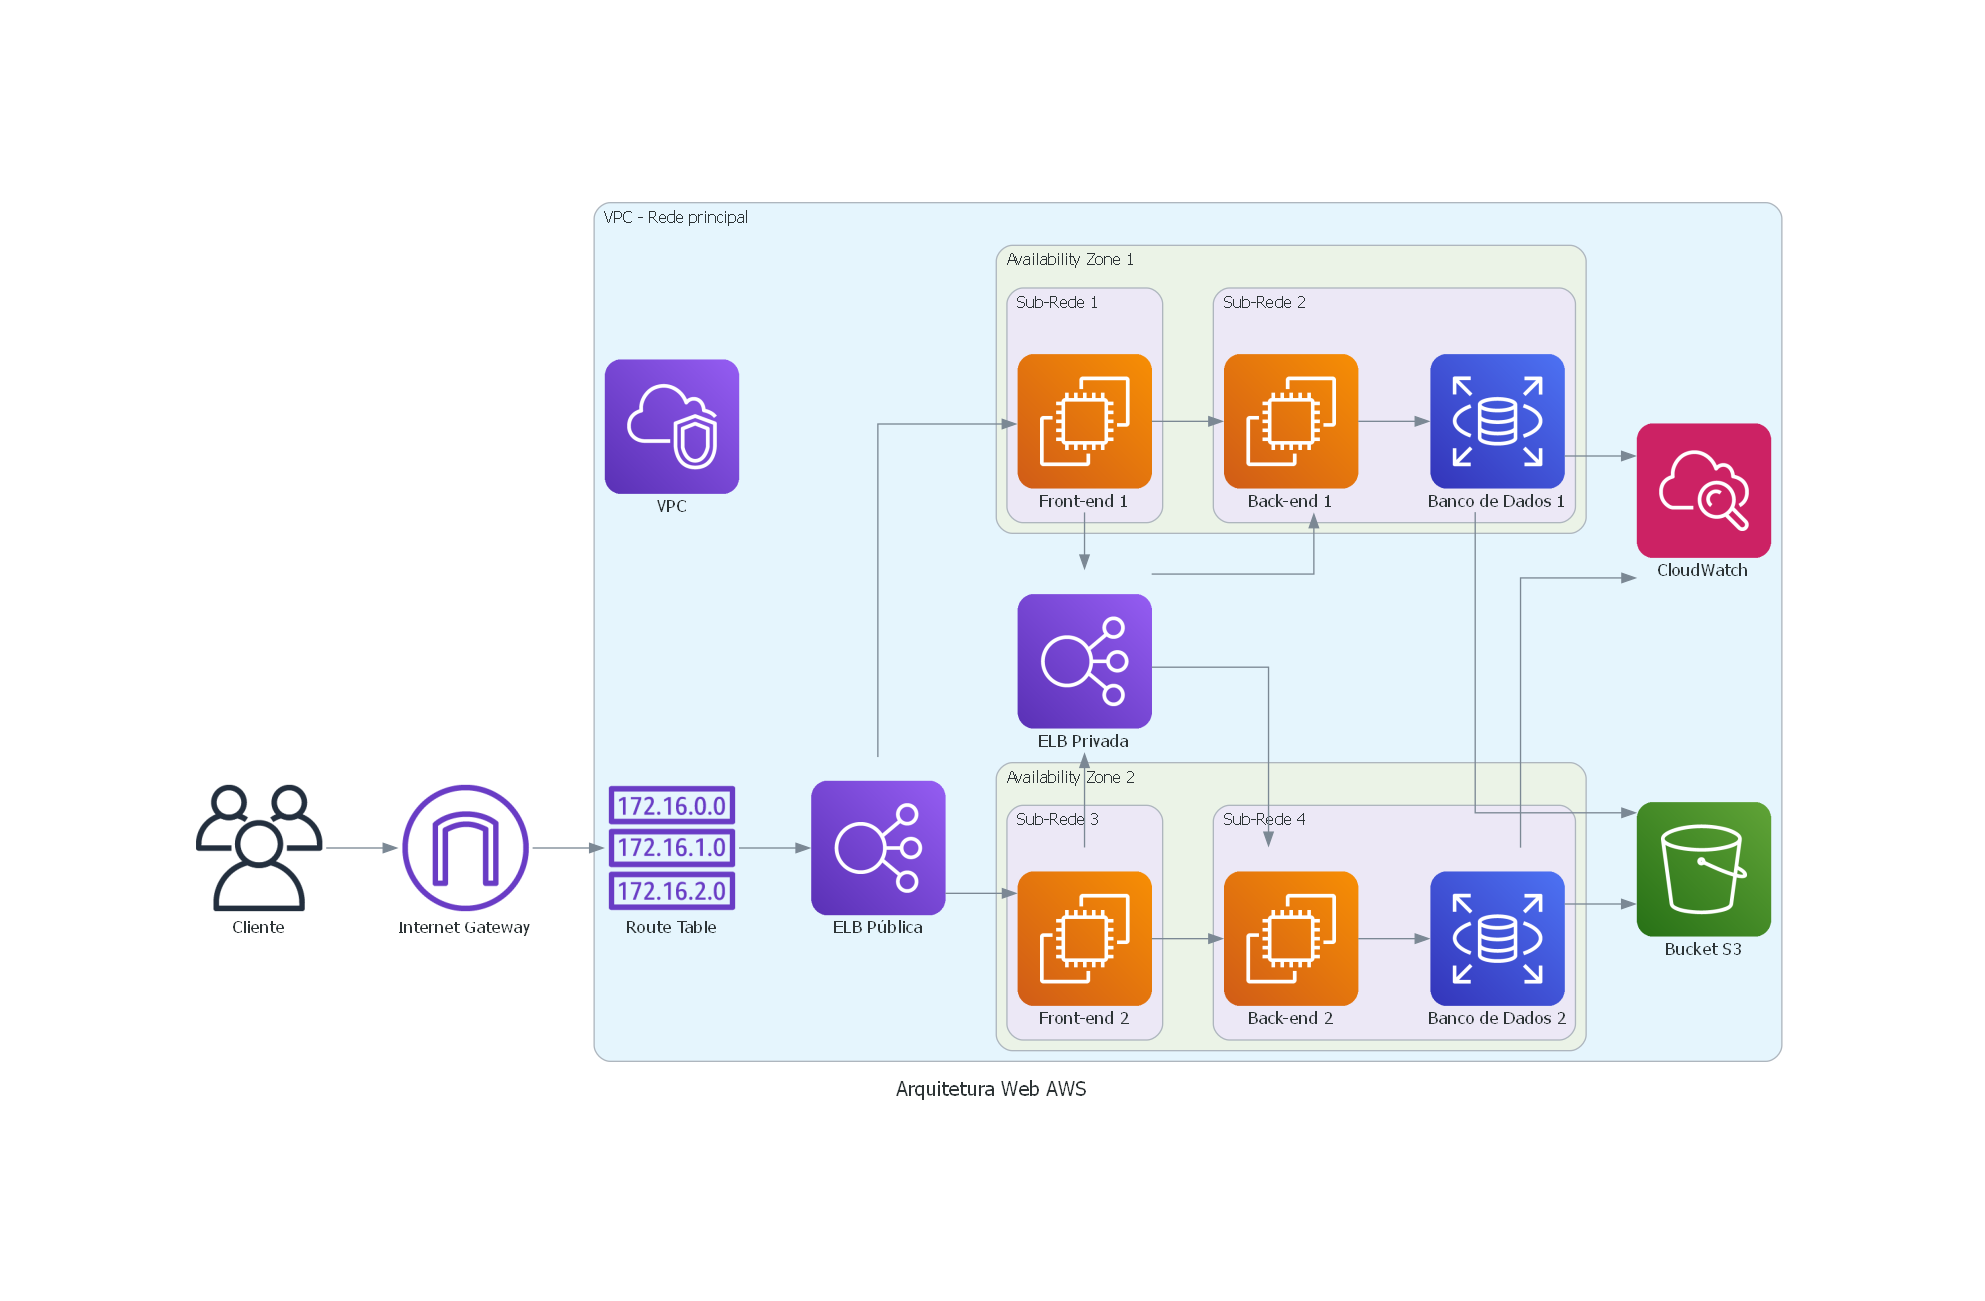 VPC - Rede principal
Availability Zone 1
Sub-Rede 1
Sub-Rede 2
VPC
Front-end 1
Back-end 1
Banco de Dados 1
CloudWatch
ELB Privada
Availability Zone 2
Sub-Rede 3
Sub-Rede 4
172.16.0.0
172.16.1.0
172.16.2.0
Cliente
Internet Gateway
Route Table
ELB Pública
Bucket S3
Front-end 2
Back-end 2
Banco de Dados 2
Arquitetura Web AWS